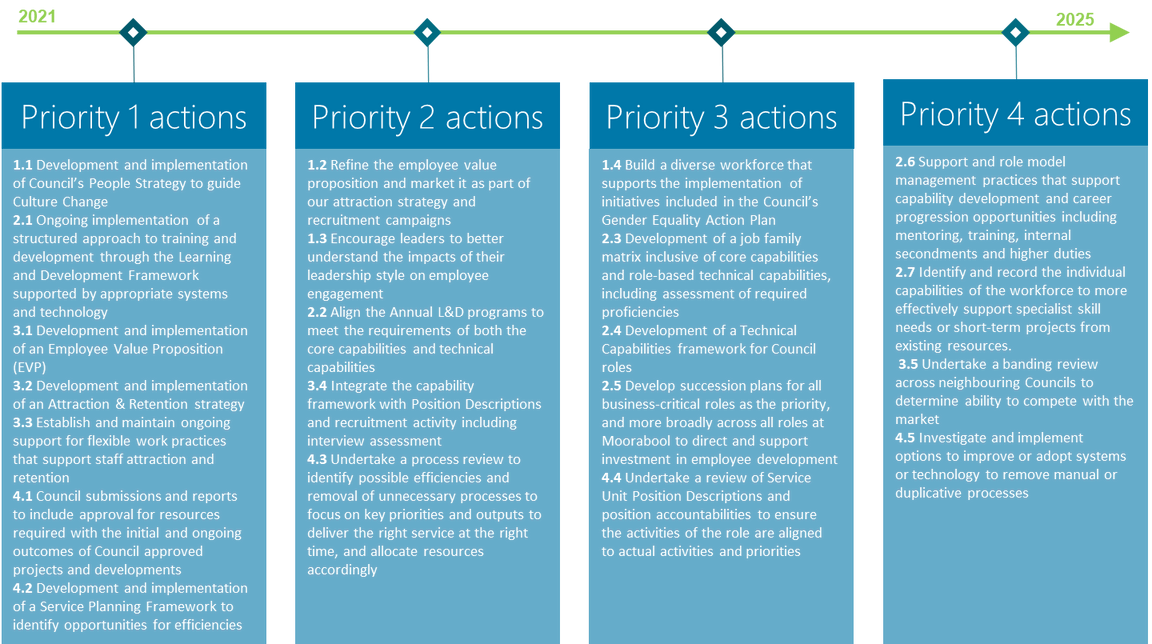 2021
2025
Priority 1 actions
1.1 Development and implementation
of Council's People Strategy to guide
Culture Change
2.1 Ongoing implementation of a
structured approach to training and
development through the Learning
and Development Framework
supported by appropriate systems
and technology
3.1 Development and implementation
of an Employee Value Proposition
(EVP)
3.2 Development and implementation
of an Attraction & Retention strategy
3.3 Establish and maintain ongoing
support for flexible work practices
that support staff attraction and
retention
4.1 Council submissions and reports
to include approval for resources
required with the initial and ongoing
outcomes of Council approved
projects and developments
4.2 Development and implementation
of a Service Planning Framework to
identify opportunities for efficiencies
Priority 2 actions
1.2 Refine the employee value
proposition and market it as part of
our attraction strategy and
recruitment campaigns
1.3 Encourage leaders to better
understand the impacts of their
leadership style on employee
engagement
2.2 Align the Annual L&D programs to
meet the requirements of both the
core capabilities and technical
capabilities
3.4 Integrate the capability
framework with Position Descriptions
and recruitment activity including
interview assessment
4.3 Undertake a process review to
identify possible efficiencies and
removal of unnecessary processes to
focus on key priorities and outputs to
deliver the right service at the right
time, and allocate resources
accordingly
Priority 3 actions
1.4 Build a diverse workforce that
supports the implementation of
initiatives included in the Council's
Gender Equality Action Plan
2.3 Development of a job family
matrix inclusive of core capabilities
and role-based technical capabilities,
including assessment of required
proficiencies
2.4 Development of a Technical
Capabilities framework for Council
roles
2.5 Develop succession plans for all
business-critical roles as the priority,
and more broadly across all roles at
Moorabool to direct and support
investment in employee development
4.4 Undertake a review of Service
Unit Position Descriptions and
position accountabilities to ensure
the activities of the role are aligned
to actual activities and priorities
Priority 4 actions
2.6 Support and role model
management practices that support
capability development and career
progression opportunities including
mentoring, training, internal
secondments and higher duties
2.7 Identify and record the individual
capabilities of the workforce to more
effectively support specialist skill
needs or short-term projects from
existing resources.
3.5 Undertake a banding review
across neighbouring Councils to
determine ability to compete with the
market
4.5 Investigate and implement
options to improve or adopt systems
or technology to remove manual or
duplicative processes